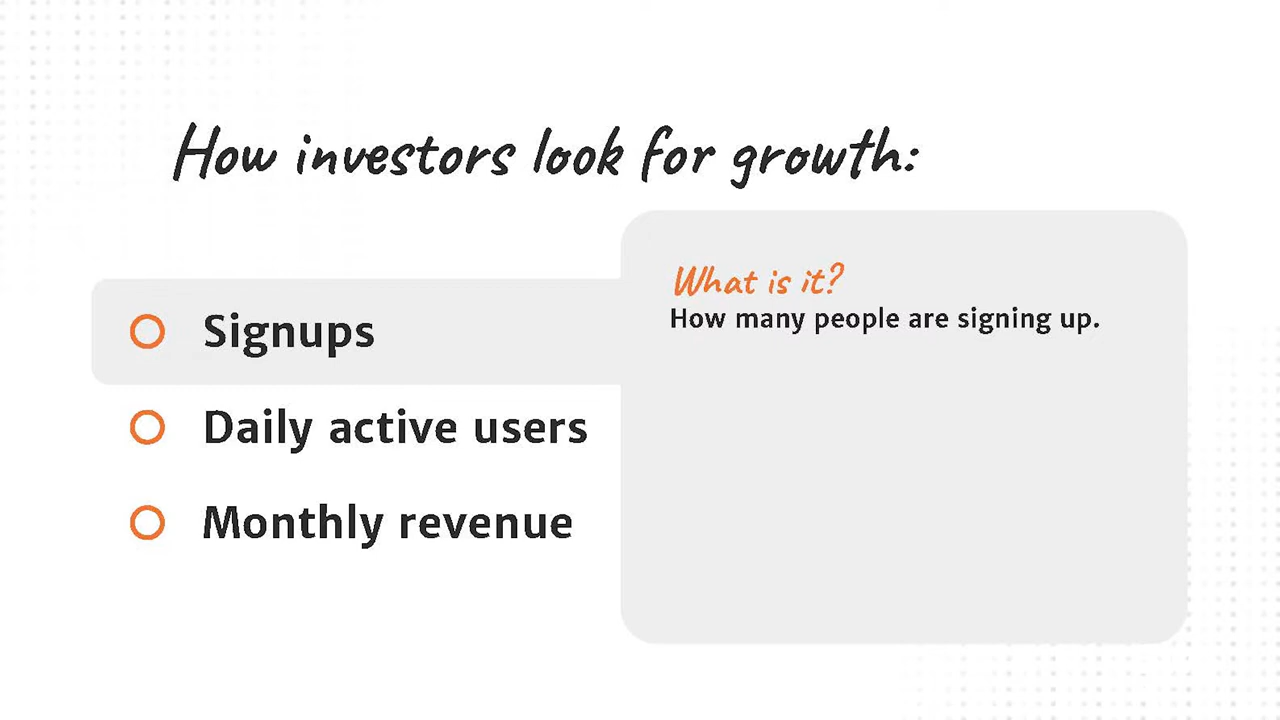 How investors look for growth:
Signups
Daily active users
Monthly revenue
What is it?
How many people are signing up.